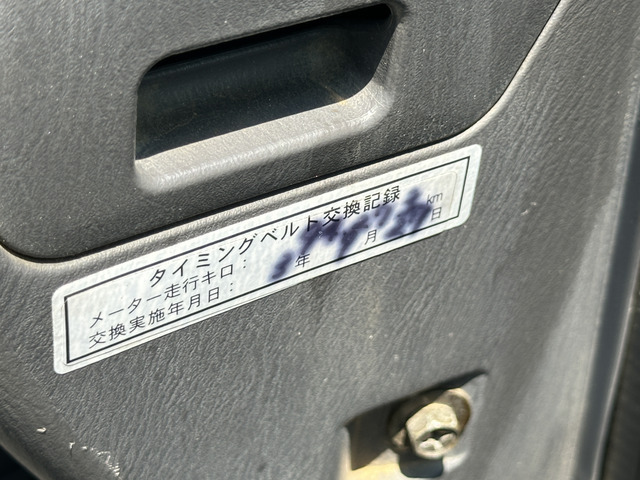 タイミングベルト交換記録
メーター走行キロ： km
交換実施年月日： 年 月 日